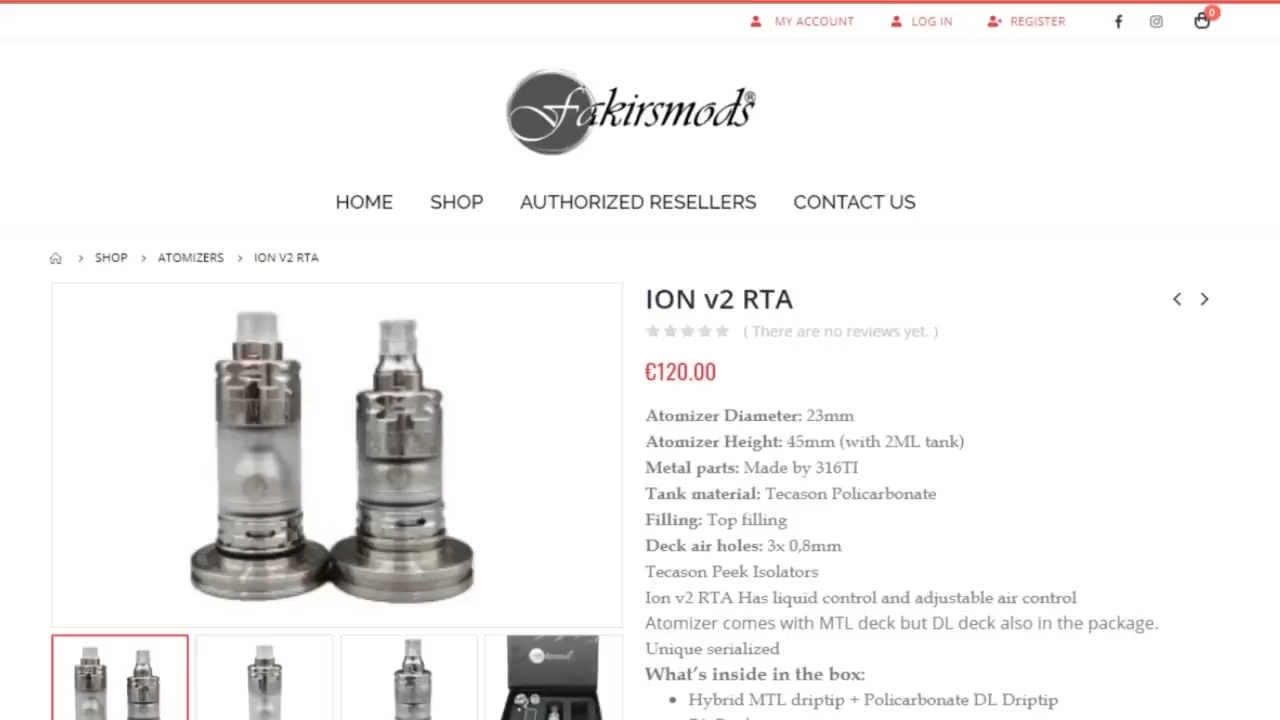 MY ACCOUNT LOG IN REGISTER 0
Fakirsmods®
HOME SHOP AUTHORIZED RESELLERS CONTACT US
SHOP ATOMIZERS ION V2 RTA
ION v2 RTA
( There are no reviews yet. )
€120.00
Atomizer Diameter: 23mm
Atomizer Height: 45mm (with 2ML tank)
Metal parts: Made by 316TI
Tank material: Tecason Policarbonate
Filling: Top filling
Deck air holes: 3x 0,8mm
Tecason Peek Isolators
Ion v2 RTA Has liquid control and adjustable air control
Atomizer comes with MTL deck but DL deck also in the package.
Unique serialized
What's inside in the box:
Hybrid MTL driptip + Policarbonate DL Driptip